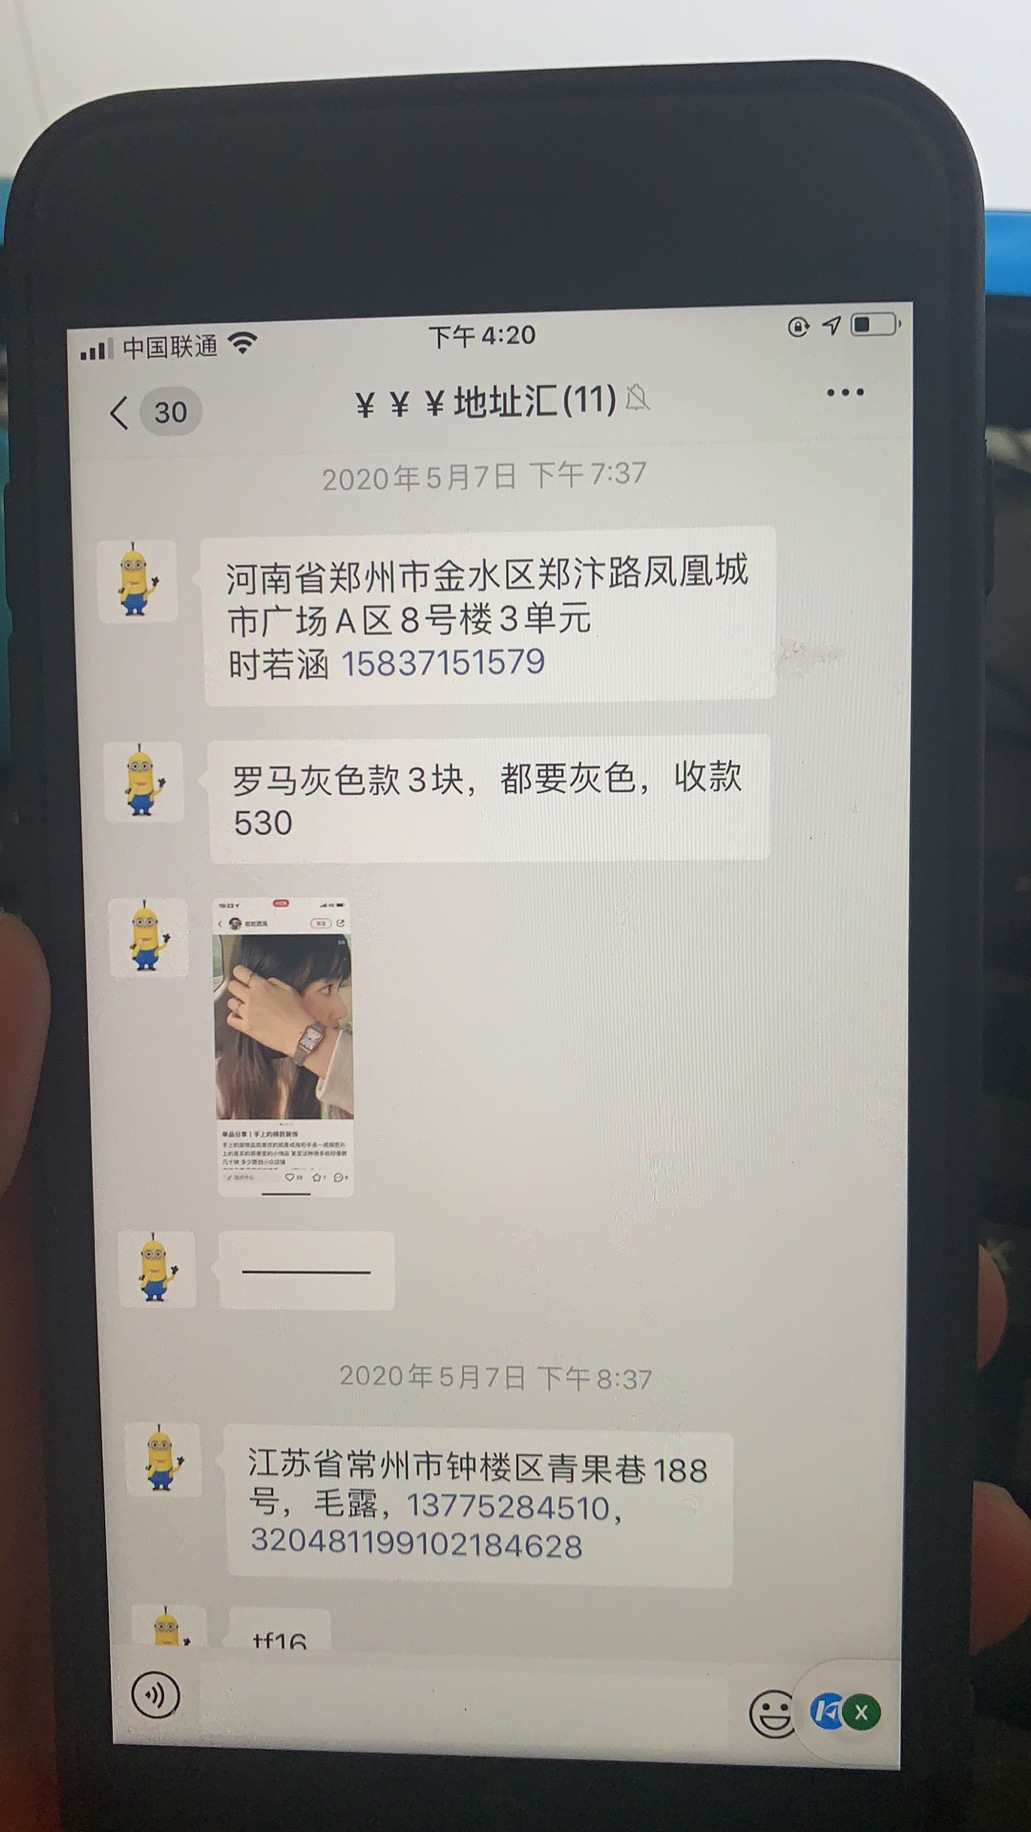 中国联通
下午4:20
30
¥ ¥ ¥地址汇(11)
2020年5月7日 下午7:37
河南省郑州市金水区郑汴路凤凰城
市广场A区8号楼3单元
时若涵 15837151579
罗马灰色款3块，都要灰色，收款
530
单品分享
2020年5月7日 下午8:37
江苏省常州市钟楼区青果巷188
号，毛露，13775284510，
320481199102184628
tf16
X